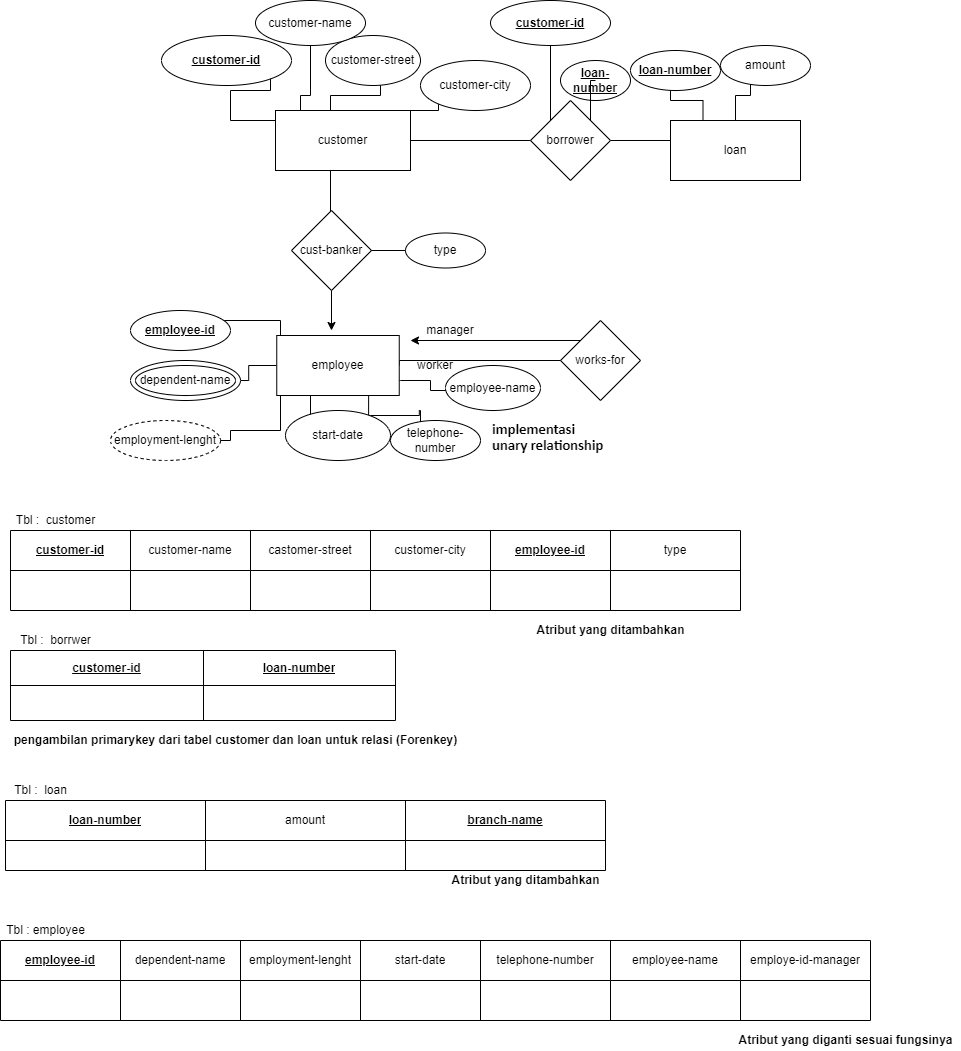 customer-name
customer-id
customer-id
customer-street
loan-number
amount
customer-city
loan-
number
customer
borrower
loan
cust-banker
type
employee-id
manager
employee
worker
works-for
dependent-name
employee-name
employment-lenght
start-date
telephone-
number
implementasi
unary relationship
Tbl : customer
customer-id
customer-name
castomer-street
customer-city
employee-id
type
Atribut yang ditambahkan
Tbl : borrwer
customer-id
loan-number
pengambilan primarykey dari tabel customer dan loan untuk relasi (Forenkey)
Tbl : loan
loan-number
amount
branch-name
Atribut yang ditambahkan
Tbl : employee
employee-id
dependent-name
employment-lenght
start-date
telephone-number
employee-name
employe-id-manager
Atribut yang diganti sesuai fungsinya